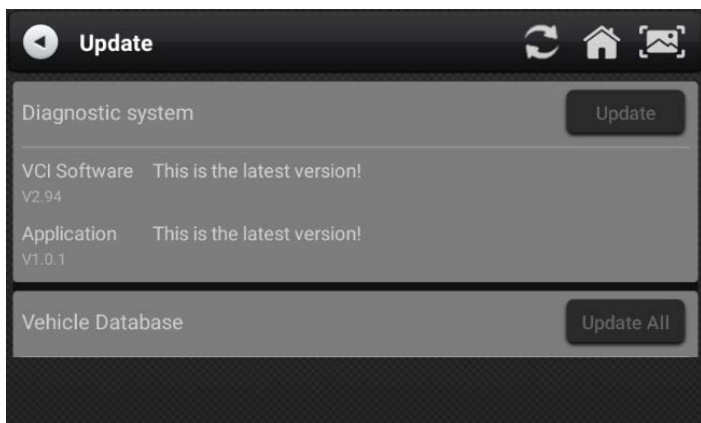 Update
Diagnostic system Update
VCI Software This is the latest version!
V2.94
Application This is the latest version!
V1.0.1
Vehicle Database Update All